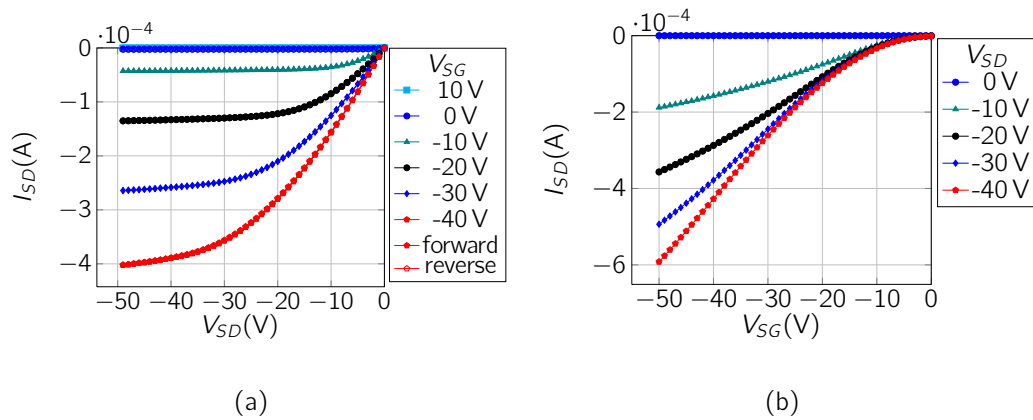 ·10⁻⁴
0
−1
−2
−3
−4
I_SD(A)
−50 −40 −30 −20 −10 0
V_SD(V)
V_SG
10 V
0 V
-10 V
-20 V
-30 V
-40 V
forward
reverse
(a)
·10⁻⁴
0
−2
−4
−6
I_SD(A)
−50 −40 −30 −20 −10 0
V_SG(V)
V_SD
0 V
-10 V
-20 V
-30 V
-40 V
(b)